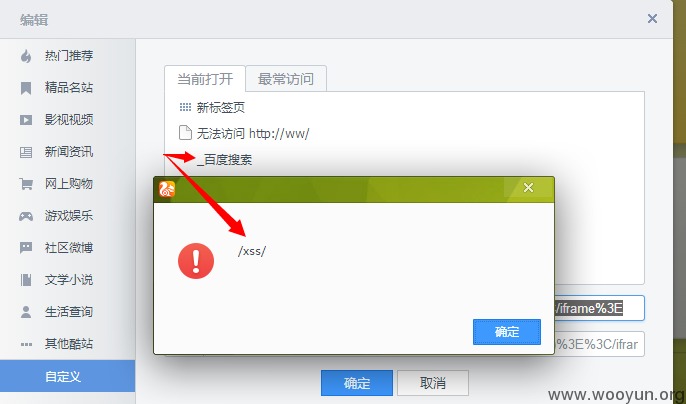 编辑
热门推荐
精品名站
影视视频
新闻资讯
网上购物
游戏娱乐
社区微博
文学小说
生活查询
其他酷站
自定义
当前打开
最常访问
新标签页
无法访问 http://ww/
_百度搜索
/xss/
确定
/iframe%3E
%3E%3C/ifrar
确定
取消
www.wooyun.org